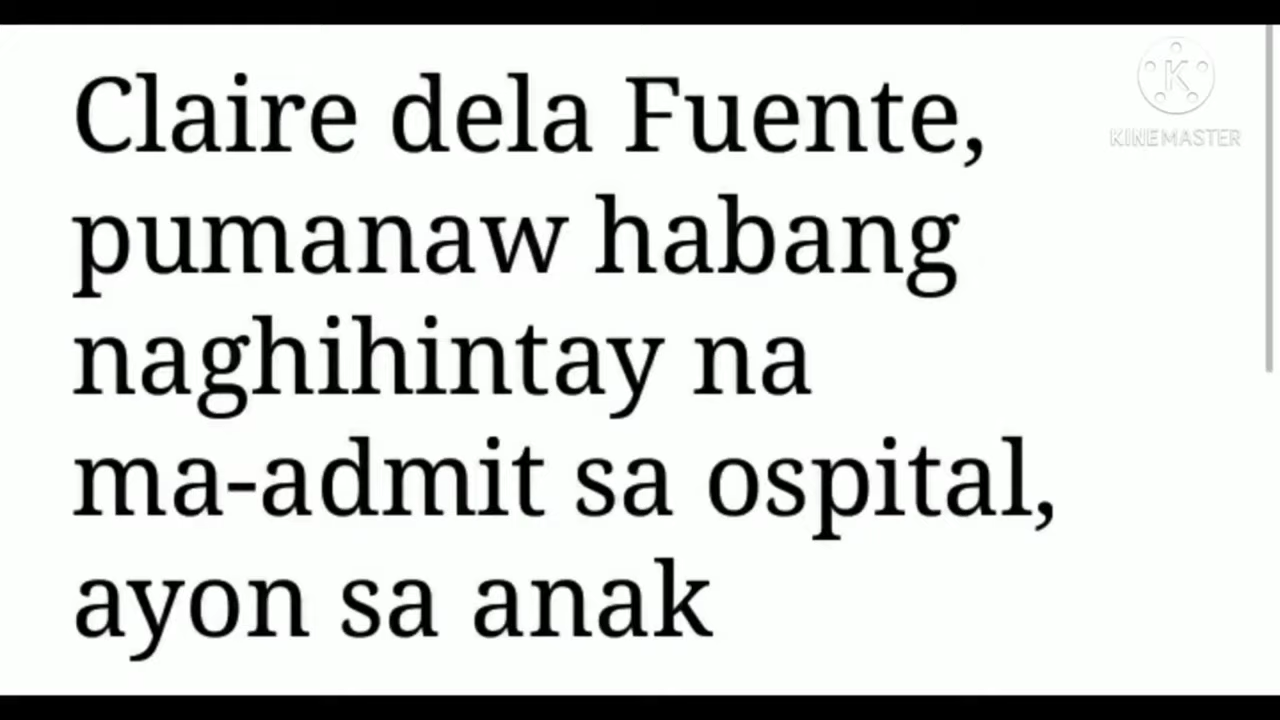 Claire dela Fuente,
pumanaw habang
naghihintay na
ma-admit sa ospital,
ayon sa anak
K
KINEMASTER